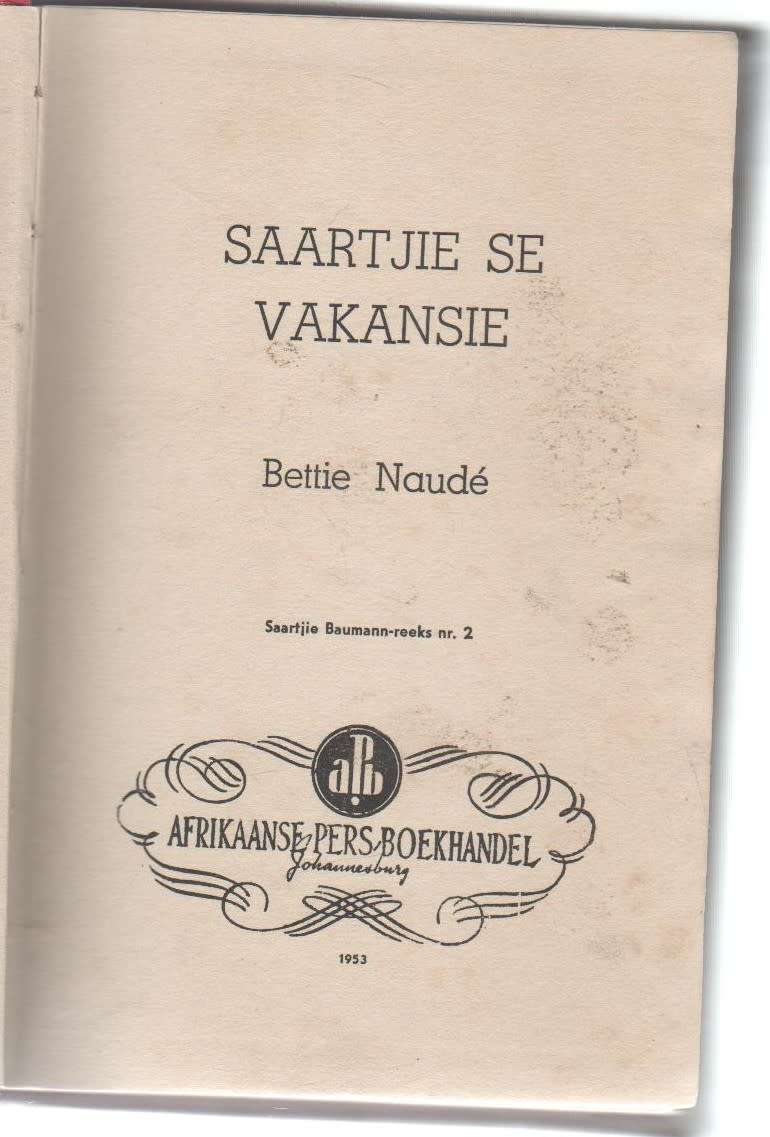 SAARTJIE SE
VAKANSIE
Bettie Naudé
Saartjie Baumann-reeks nr. 2
aPb
AFRIKAANSE PERS BOEKHANDEL
Johannesburg
1953